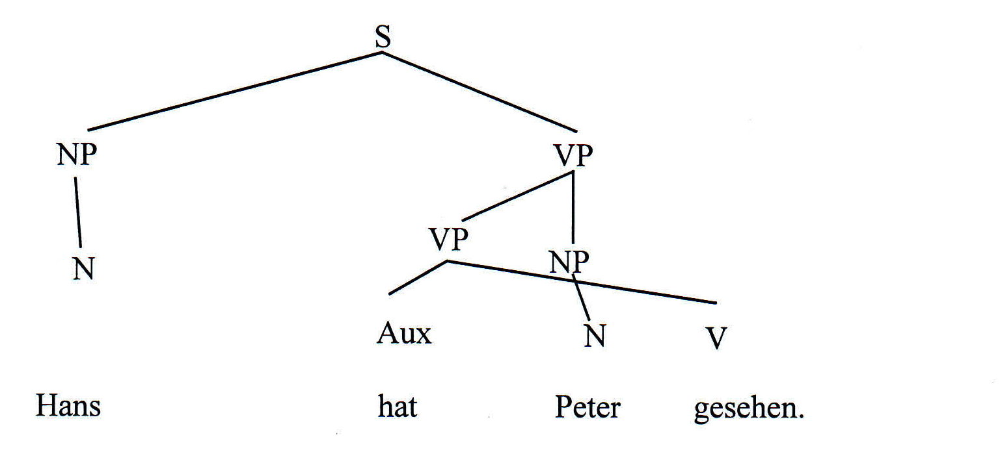 S
NP VP
VP NP
N
Aux N V
Hans hat Peter gesehen.